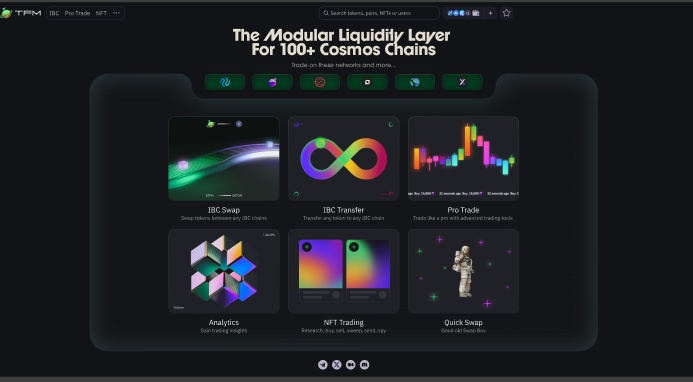 TFM
IBC Pro Trade NFT
Search tokens, pairs, NFTs or users
The Modular Liquidity Layer
For 100+ Cosmos Chains
Trade on these networks and more...
IBC Swap
Swap tokens between any IBC chains
IBC Transfer
Transfer any token to any IBC chain
Pro Trade
Trade like a pro with advanced trading tools
Liquidity
Analytics
Gain trading insights
NFT Trading
Research, buy, sell, sweep, send, spy
Quick Swap
Good old Swap Box